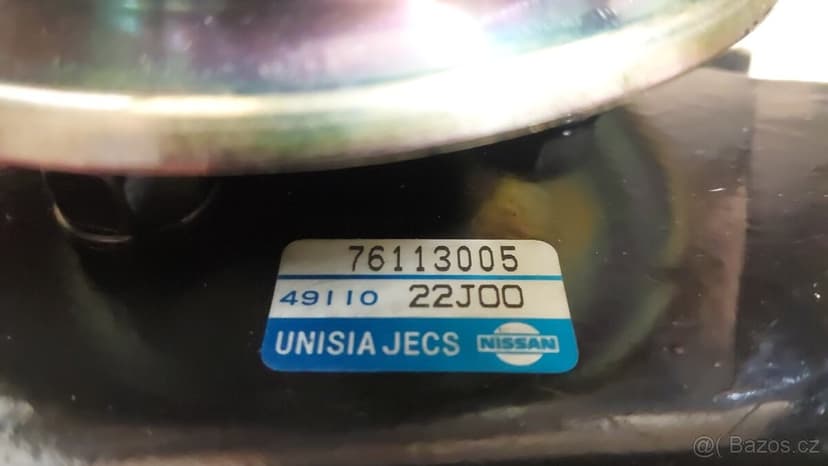 76113005
49110 22J00
UNISIA JECS NISSAN
@( Bazos.cz